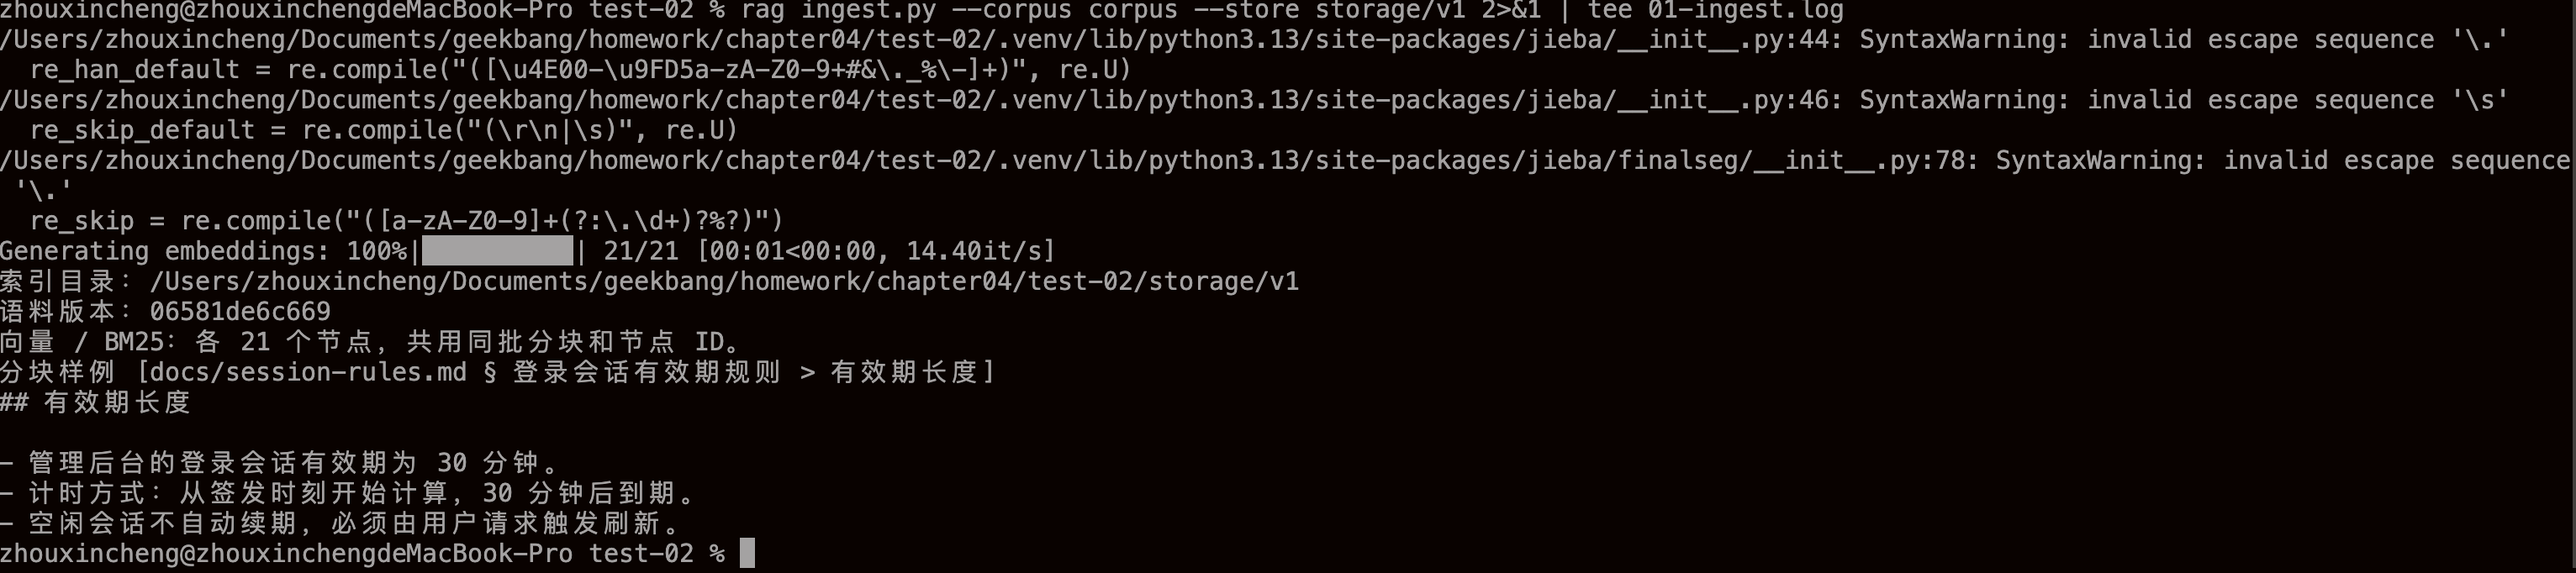 zhouxincheng@zhouxinchengdeMacBook-Pro test-02 % rag ingest.py --corpus corpus --store storage/v1 2>&1 | tee 01-ingest.log
/Users/zhouxincheng/Documents/geekbang/homework/chapter04/test-02/.venv/lib/python3.13/site-packages/jieba/__init__.py:44: SyntaxWarning: invalid escape sequence '\.'
  re_han_default = re.compile("([\u4E00-\u9FD5a-zA-Z0-9+#&\._%\-]+)", re.U)
/Users/zhouxincheng/Documents/geekbang/homework/chapter04/test-02/.venv/lib/python3.13/site-packages/jieba/__init__.py:46: SyntaxWarning: invalid escape sequence '\s'
  re_skip_default = re.compile("(\r\n|\s)", re.U)
/Users/zhouxincheng/Documents/geekbang/homework/chapter04/test-02/.venv/lib/python3.13/site-packages/jieba/finalseg/__init__.py:78: SyntaxWarning: invalid escape sequence
 '\.'
  re_skip = re.compile("([a-zA-Z0-9]+(?:\.\d+)?%?)")
Generating embeddings: 100%|██████████| 21/21 [00:01<00:00, 14.40it/s]
索引目录: /Users/zhouxincheng/Documents/geekbang/homework/chapter04/test-02/storage/v1
语料版本: 06581de6c669
向量 / BM25: 各 21 个节点, 共用同批分块和节点 ID。
分块样例 [docs/session-rules.md § 登录会话有效期规则 > 有效期长度]
## 有效期长度
- 管理后台的登录会话有效期为 30 分钟。
- 计时方式: 从签发时刻开始计算, 30 分钟后到期。
- 空闲会话不自动续期, 必须由用户请求触发刷新。
zhouxincheng@zhouxinchengdeMacBook-Pro test-02 %